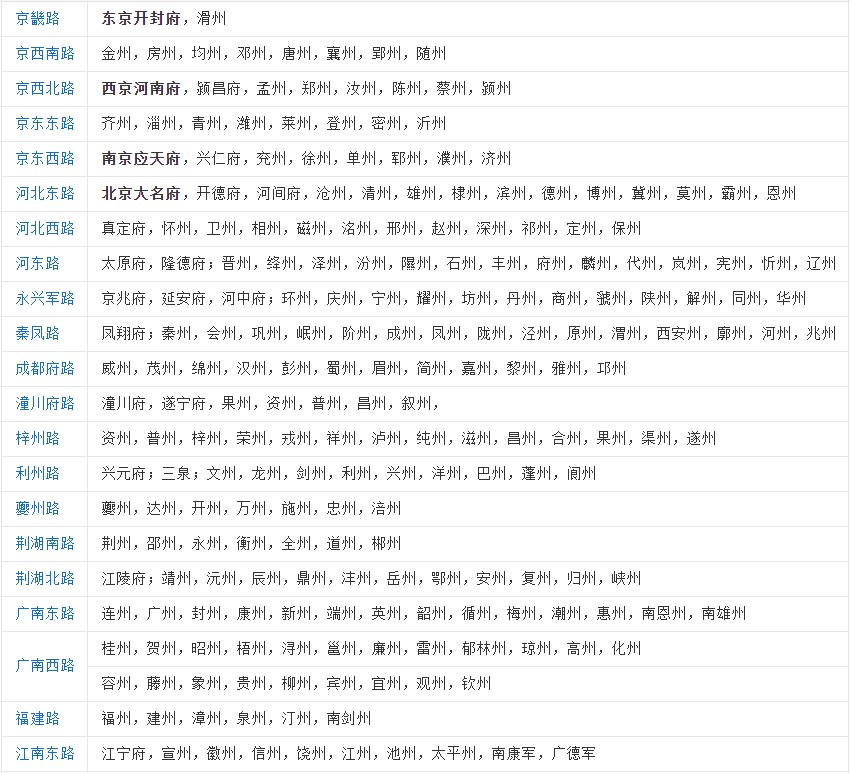 京畿路 东京开封府，滑州
京西南路 金州，房州，均州，邓州，唐州，襄州，郢州，随州
京西北路 西京河南府，颍昌府，孟州，郑州，汝州，陈州，蔡州，颍州
京东东路 齐州，淄州，青州，潍州，莱州，登州，密州，沂州
京东西路 南京应天府，兴仁府，兖州，徐州，单州，郓州，濮州，济州
河北东路 北京大名府，开德府，河间府，沧州，清州，雄州，棣州，滨州，德州，博州，冀州，莫州，霸州，恩州
河北西路 真定府，怀州，卫州，相州，磁州，洺州，邢州，赵州，深州，祁州，定州，保州
河东路 太原府，隆德府；晋州，绛州，泽州，汾州，隰州，石州，丰州，府州，麟州，代州，岚州，宪州，忻州，辽州
永兴军路 京兆府，延安府，河中府；环州，庆州，宁州，耀州，坊州，丹州，商州，虢州，陕州，解州，同州，华州
秦凤路 凤翔府；秦州，会州，巩州，岷州，阶州，成州，凤州，陇州，泾州，原州，渭州，西安州，廓州，河州，兆州
成都府路 威州，茂州，绵州，汉州，彭州，蜀州，眉州，简州，嘉州，黎州，雅州，邛州
潼川府路 潼川府，遂宁府，果州，资州，普州，昌州，叙州，
梓州路 资州，普州，梓州，荣州，戎州，祥州，泸州，纯州，滋州，昌州，合州，果州，渠州，遂州
利州路 兴元府；三泉；文州，龙州，剑州，利州，兴州，洋州，巴州，蓬州，阆州
夔州路 夔州，达州，开州，万州，施州，忠州，涪州
荆湖南路 荆州，邵州，永州，衡州，全州，道州，郴州
荆湖北路 江陵府；靖州，沅州，辰州，鼎州，沣州，岳州，鄂州，安州，复州，归州，峡州
广南东路 连州，广州，封州，康州，新州，端州，英州，韶州，循州，梅州，潮州，惠州，南恩州，南雄州
广南西路 桂州，贺州，昭州，梧州，浔州，邕州，廉州，雷州，郁林州，琼州，高州，化州
容州，藤州，象州，贵州，柳州，宾州，宜州，观州，钦州
福建路 福州，建州，漳州，泉州，汀州，南剑州
江南东路 江宁府，宣州，徽州，信州，饶州，江州，池州，太平州，南康军，广德军